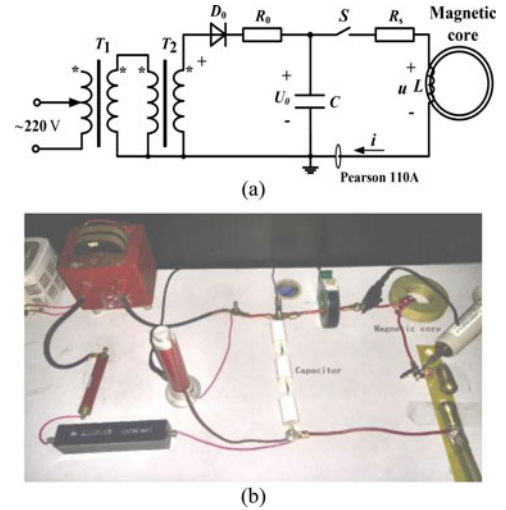 (a)
D₀
R₀
S
Rₛ
Magnetic
core
T₁
T₂
* * * *
+
+
+
~220 V
U₀
C
u L
-
-
i
Pearson 110A
(a)
(b)
Magnetic core
Capacitor